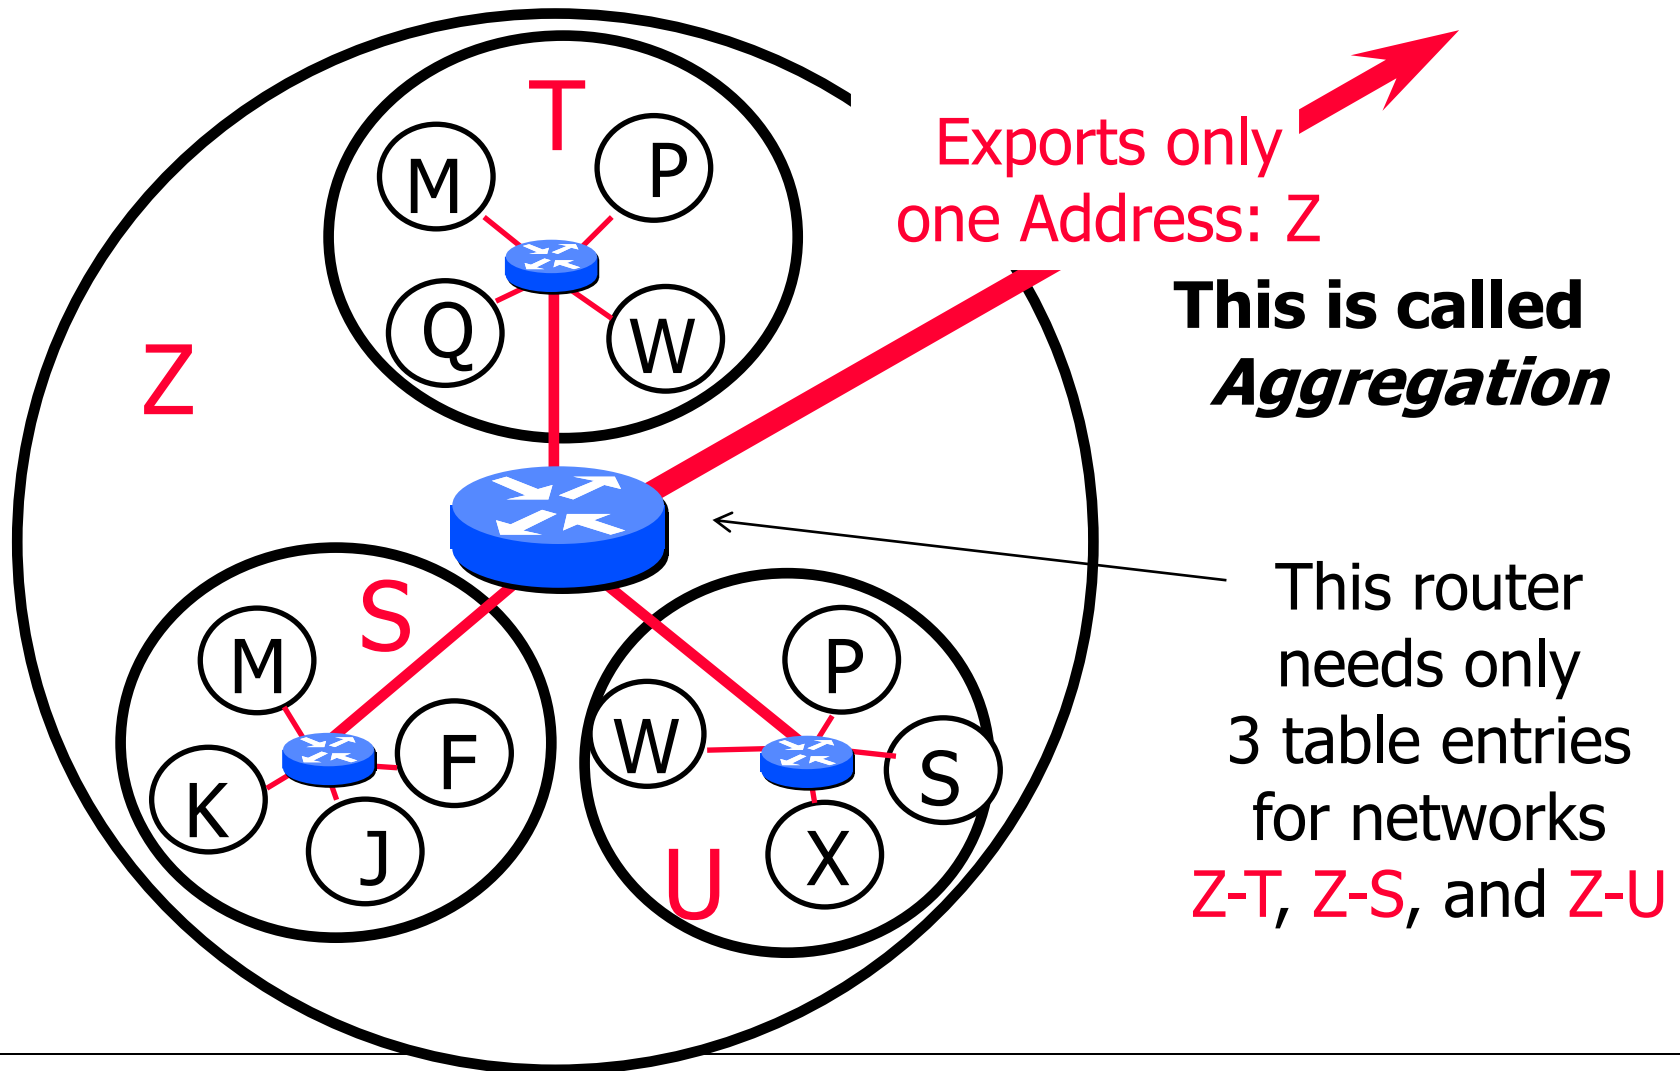 T
M
P
Q
W
Z
Exports only
one Address: Z
This is called
Aggregation
S
M
F
K
J
P
W
S
X
U
This router
needs only
3 table entries
for networks
Z-T, Z-S, and Z-U